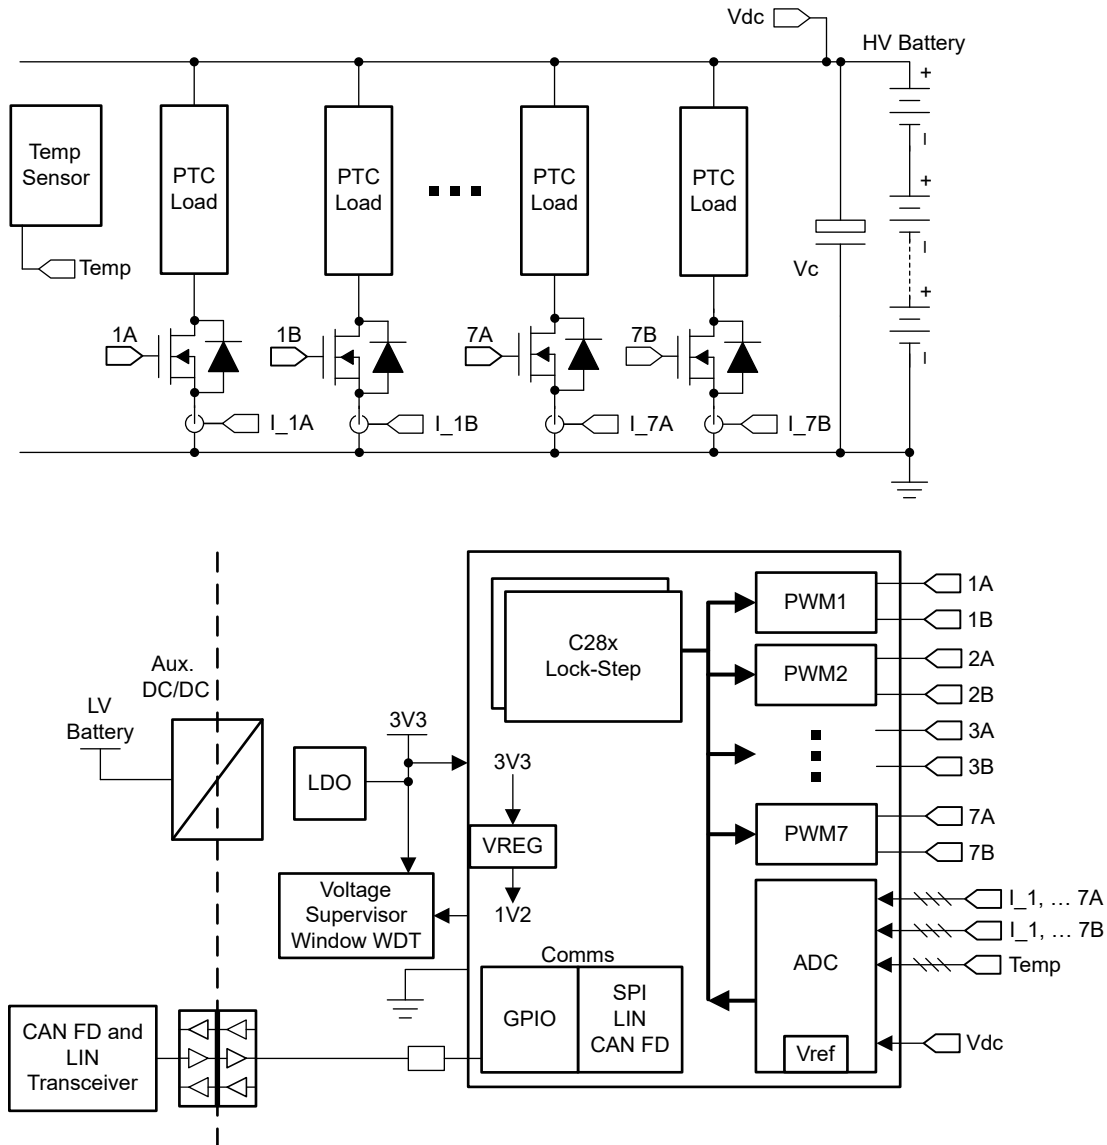 Vdc
HV Battery
+
Temp
Sensor
PTC
Load
PTC
Load
PTC
Load
PTC
Load
+
Temp
Vc
+
1A
1B
7A
7B
I_1A
I_1B
I_7A
I_7B
C28x
Lock-Step
PWM1
1A
1B
Aux.
DC/DC
PWM2
2A
2B
LV
Battery
3V3
3A
3B
LDO
3V3
VREG
1V2
PWM7
7A
7B
Voltage
Supervisor
Window WDT
I_1, ... 7A
I_1, ... 7B
ADC
Temp
Comms
GPIO
SPI
LIN
CAN FD
Vref
Vdc
CAN FD and
LIN
Transceiver